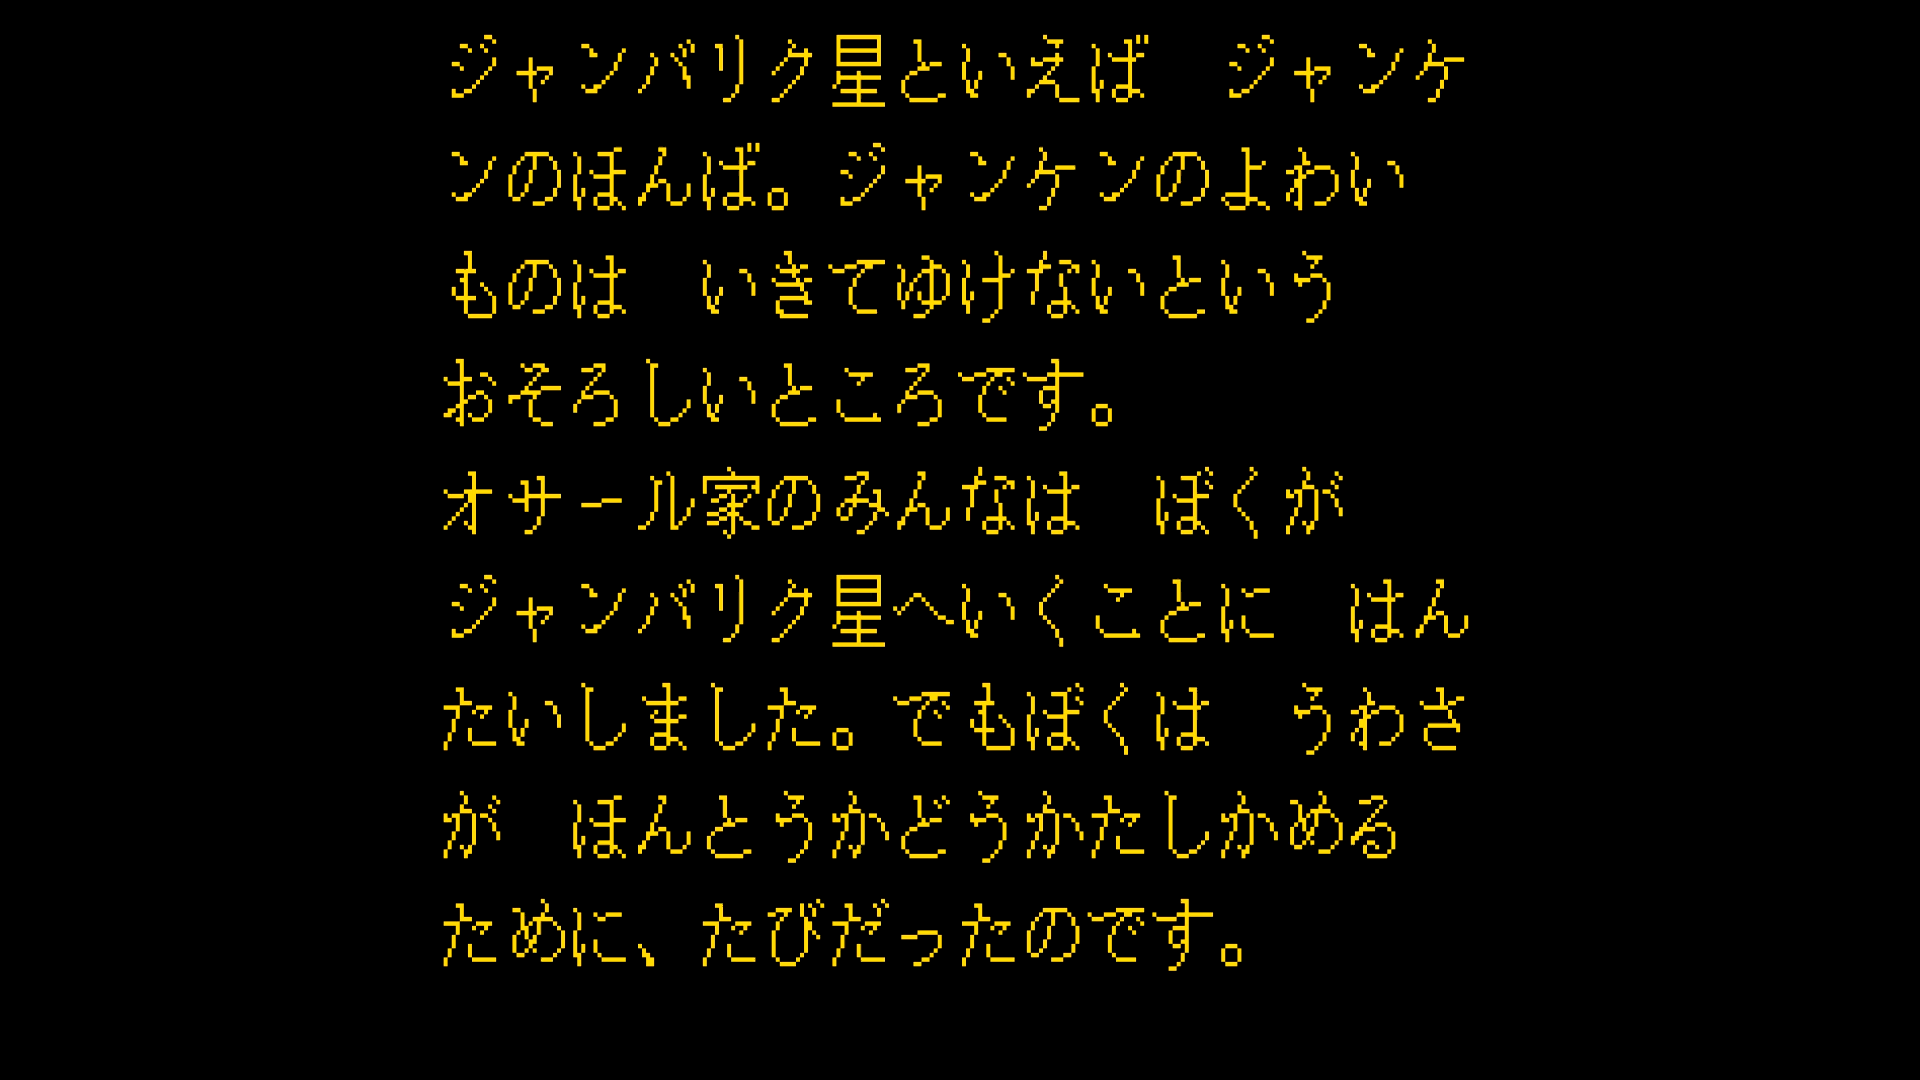 ジャンバリク星といえば　ジャンケ
ンのほんば。ジャンケンのよわい
ものは　いきてゆけないという
おそろしいところです。
オサール家のみんなは　ぼくが
ジャンバリク星へいくことに　はん
たいしました。でもぼくは　うわさ
が　ほんとうかどうかたしかめる
ために、たびだったのです。